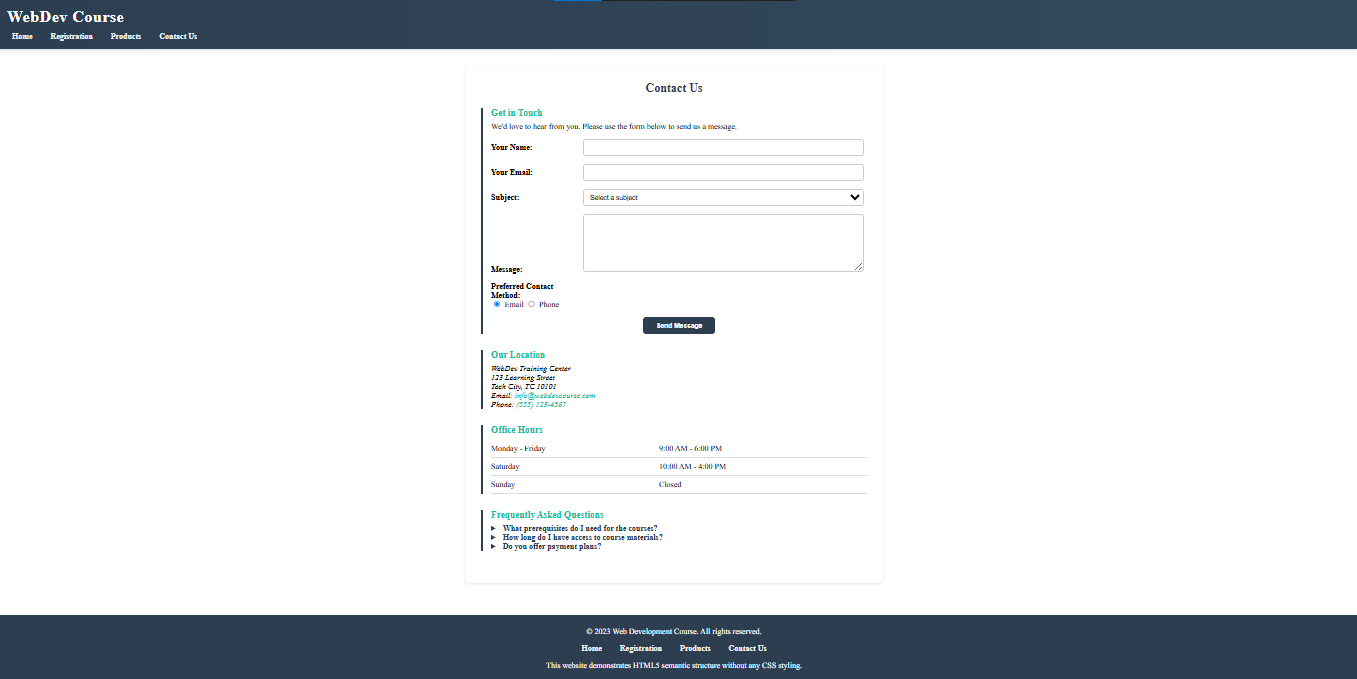 WebDev Course
Home Registration Products Contact Us
Contact Us
Get in Touch
We'd love to hear from you. Please use the form below to send us a message.
Your Name:
Your Email:
Subject: Select a subject
Message:
Preferred Contact
Method:
Email Phone
Send Message
Our Location
WebDev Training Center
123 Learning Street
Tech City, TC 10101
Email: info@webdevcourse.com
Phone: (555) 123-4567
Office Hours
Monday - Friday 9:00 AM - 6:00 PM
Saturday 10:00 AM - 4:00 PM
Sunday Closed
Frequently Asked Questions
What prerequisites do I need for the courses?
How long do I have access to course materials?
Do you offer payment plans?
© 2023 Web Development Course. All rights reserved.
Home Registration Products Contact Us
This website demonstrates HTML5 semantic structure without any CSS styling.